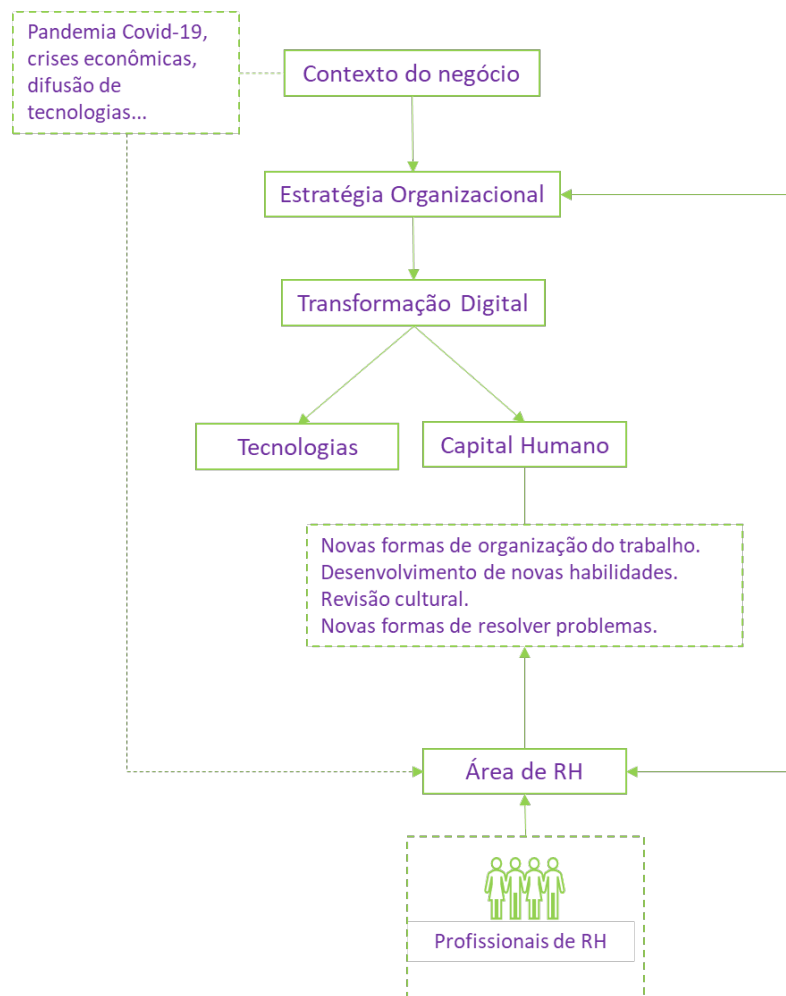 Pandemia Covid-19,
crises econômicas,
difusão de
tecnologias...
Contexto do negócio
Estratégia Organizacional
Transformação Digital
Tecnologias
Capital Humano
Novas formas de organização do trabalho.
Desenvolvimento de novas habilidades.
Revisão cultural.
Novas formas de resolver problemas.
Área de RH
Profissionais de RH